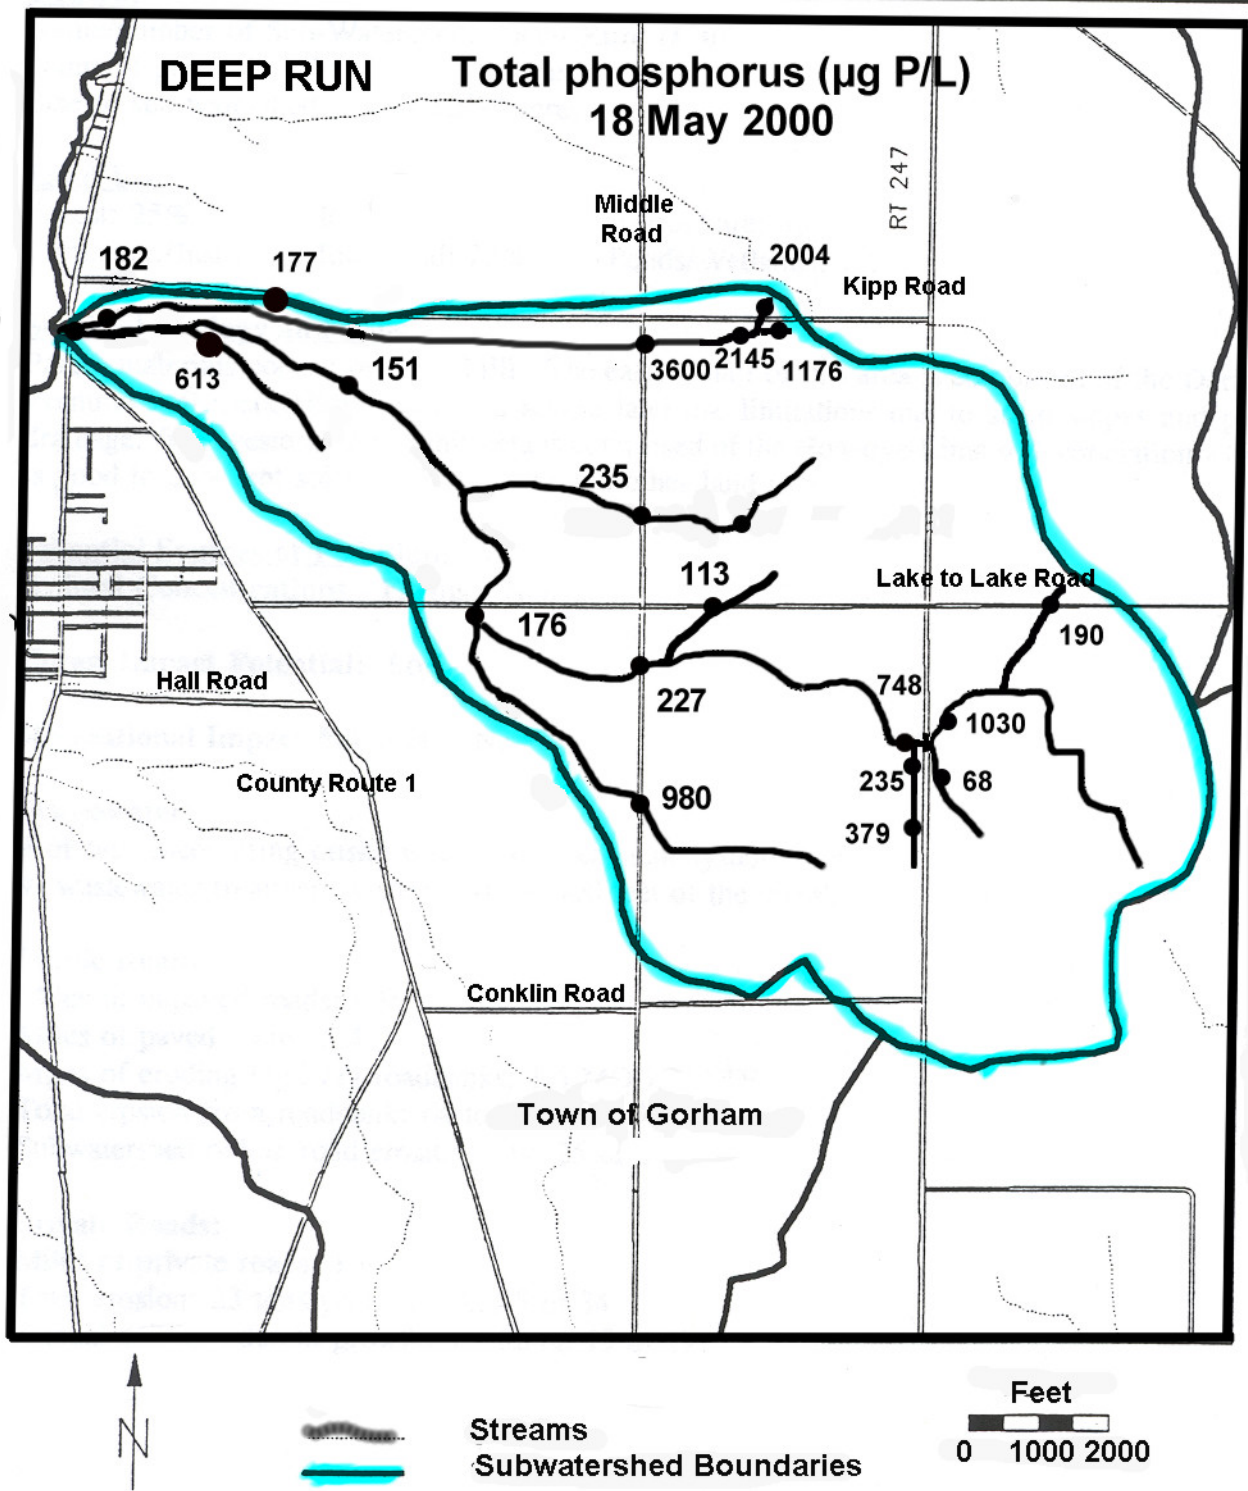 DEEP RUN
Total phosphorus (µg P/L)
18 May 2000
RT 247
Middle
Road
182
177
2004
Kipp Road
613
151
3600
2145
1176
235
113
Lake to Lake Road
176
190
Hall Road
227
748
1030
County Route 1
980
235
68
379
Conklin Road
Town of Gorham
N
Streams
Subwatershed Boundaries
Feet
0 1000 2000